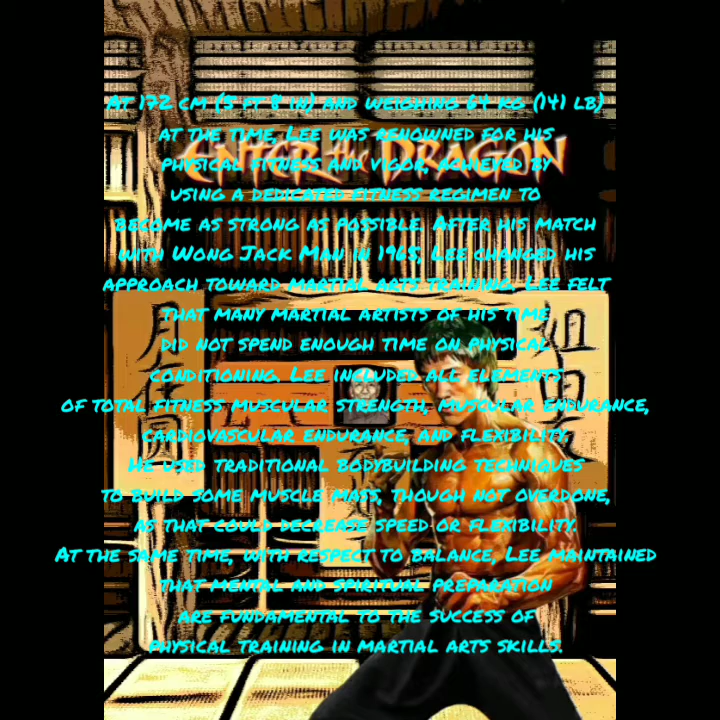 At 172 cm (5 ft 8 in) and weighing 64 kg (141 lb)
at the time, Lee was renowned for his
Enter the Dragon
physical fitness and vigor, achieved by
using a dedicated fitness regimen to
become as strong as possible. After his match
with Wong Jack Man in 1965, Lee changed his
approach toward martial arts training. Lee felt
that many martial artists of his time
did not spend enough time on physical
conditioning. Lee included all elements
of total fitness muscular strength, muscular endurance,
cardiovascular endurance, and flexibility.
He used traditional bodybuilding techniques
to build some muscle mass, though not overdone,
as that could decrease speed or flexibility.
At the same time, with respect to balance, Lee maintained
that mental and spiritual preparation
are fundamental to the success of
physical training in martial arts skills.